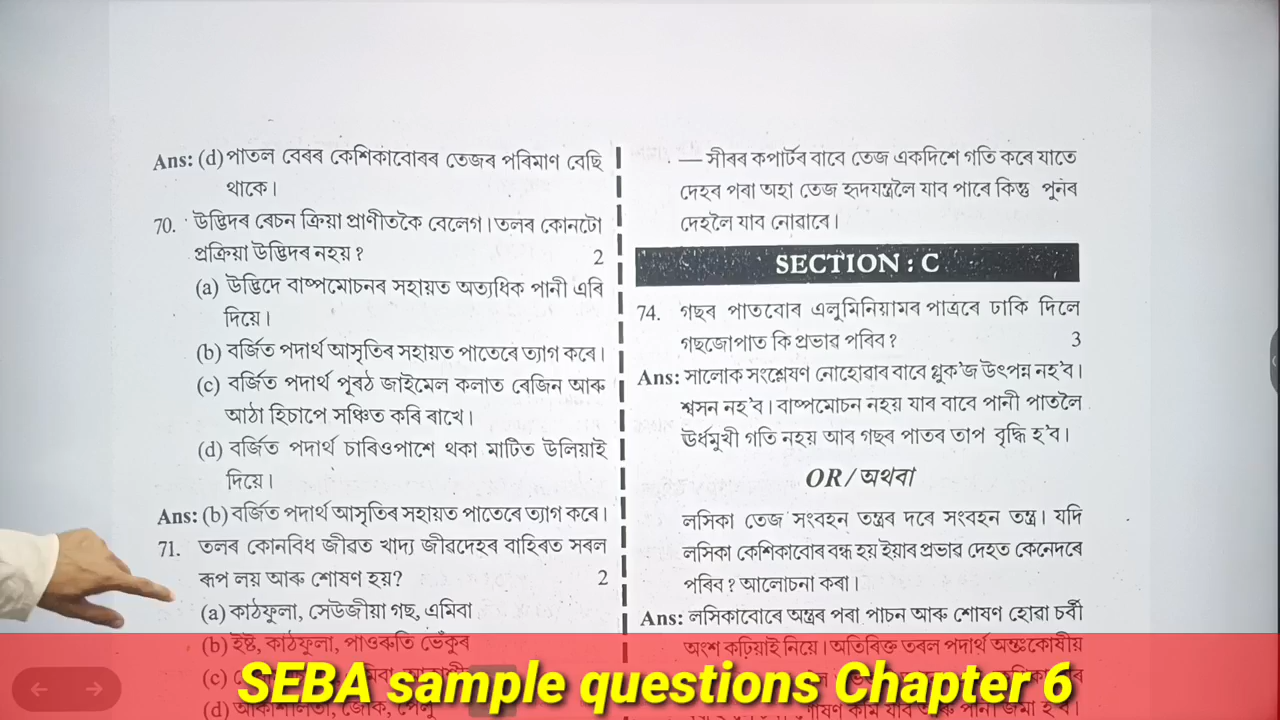 Ans: (d) পাতল বেৰৰ কেশিকাবোৰৰ তেজৰ পৰিমাণ বেছি
থাকে।
70. উদ্ভিদৰ ৰেচন ক্ৰিয়া প্ৰাণীতকৈ বেলেগ। তলৰ কোনটো
প্ৰক্ৰিয়া উদ্ভিদৰ নহয় ? 2
(a) উদ্ভিদে বাষ্পমোচনৰ সহায়ত অত্যধিক পানী এৰি
দিয়ে।
(b) বৰ্জিত পদাৰ্থ আসৃতিৰ সহায়ত পাতেৰে ত্যাগ কৰে।
(c) বৰ্জিত পদাৰ্থ পূৰঠ জাইমেল কলাত ৰেজিন আৰু
আঠা হিচাপে সঞ্চিত কৰি ৰাখে।
(d) বৰ্জিত পদাৰ্থ চাৰিওপাশে থকা মাটিত উলিয়াই
দিয়ে।
Ans: (b) বৰ্জিত পদাৰ্থ আসৃতিৰ সহায়ত পাতেৰে ত্যাগ কৰে।
71. তলৰ কোনবিধ জীৱত খাদ্য জীৱদেহৰ বাহিৰত সৰল
ৰূপ লয় আৰু শোষণ হয়? 2
(a) কাঠফুলা, সেউজীয়া গছ, এমিবা
(b) ইষ্ট, কাঠফুলা, পাওৰুতি ভেঁকুৰ
(c)
(d) আকাশীলতা, জোঁক, পেলু
— সীৰৰ কপাৰ্টৰ বাবে তেজ একদিশে গতি কৰে যাতে
দেহৰ পৰা অহা তেজ হৃদযন্ত্ৰলৈ যাব পাৰে কিন্তু পুনৰ
দেহলৈ যাব নোৱাৰে।
SECTION : C
74. গছৰ পাতবোৰ এলুমিনিয়ামৰ পাত্ৰৰে ঢাকি দিলে
গছজোপাত কি প্ৰভাৱ পৰিব ? 3
Ans: সালোক সংশ্লেষণ নোহোৱাৰ বাবে গ্লুক'জ উৎপন্ন নহ'ব।
শ্বসন নহ'ব। বাষ্পমোচন নহয় যাৰ বাবে পানী পাতলৈ
ঊৰ্ধমুখী গতি নহয় আৰ গছৰ পাতৰ তাপ বৃদ্ধি হ'ব।
OR / অথবা
লসিকা তেজ সংবহন তন্ত্ৰৰ দৰে সংবহন তন্ত্ৰ। যদি
লসিকা কেশিকাবোৰ বন্ধ হয় ইয়াৰ প্ৰভাৱ দেহত কেনেদৰে
পৰিব ? আলোচনা কৰা।
Ans: লসিকাবোৰে অন্ত্ৰৰ পৰা পাচন আৰু শোষণ হোৱা চৰ্বী
অংশ কঢ়িয়াই নিয়ে। অতিৰিক্ত তৰল পদাৰ্থ অন্তঃকোষীয়
SEBA sample questions Chapter 6